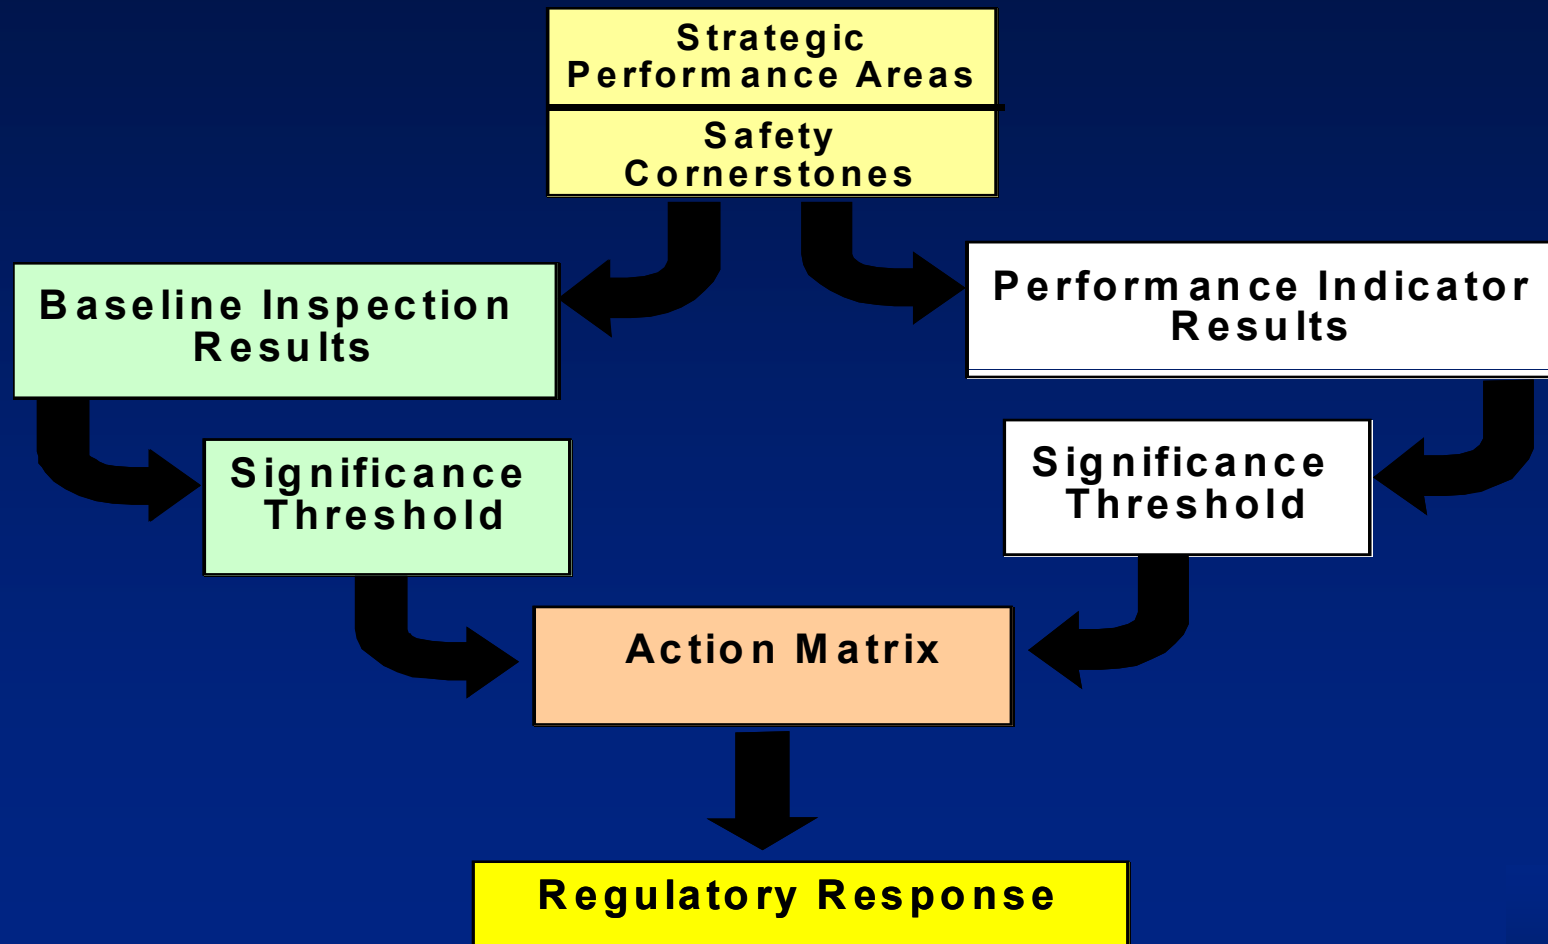 Strategic
Performance Areas
Safety
Cornerstones
Baseline Inspection
Results
Performance Indicator
Results
Significance
Threshold
Significance
Threshold
Action Matrix
Regulatory Response